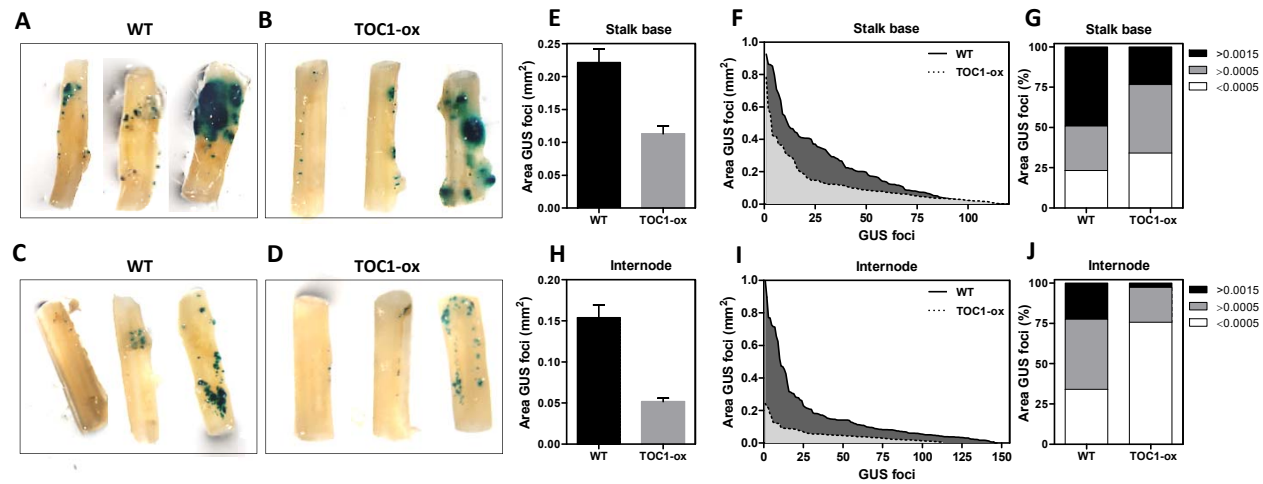 A
WT
B
TOC1-ox
C
WT
D
TOC1-ox
E
Stalk base
Area GUS foci (mm²)
0.25
0.20
0.15
0.10
0.05
0.00
WT
TOC1-ox
F
Stalk base
Area GUS foci (mm²)
1.0
0.8
0.6
0.4
0.2
0.0
0
25
50
75
100
GUS foci
WT
TOC1-ox
G
Stalk base
Area GUS foci (%)
100
75
50
25
0
WT
TOC1-ox
>0.0015
>0.0005
<0.0005
H
Internode
Area GUS foci (mm²)
0.15
0.10
0.05
0.00
WT
TOC1-ox
I
Internode
Area GUS foci (mm²)
1.0
0.8
0.6
0.4
0.2
0.0
0
25
50
75
100
125
150
GUS foci
WT
TOC1-ox
J
Internode
Area GUS foci (%)
100
75
50
25
0
WT
TOC1-ox
>0.0015
>0.0005
<0.0005